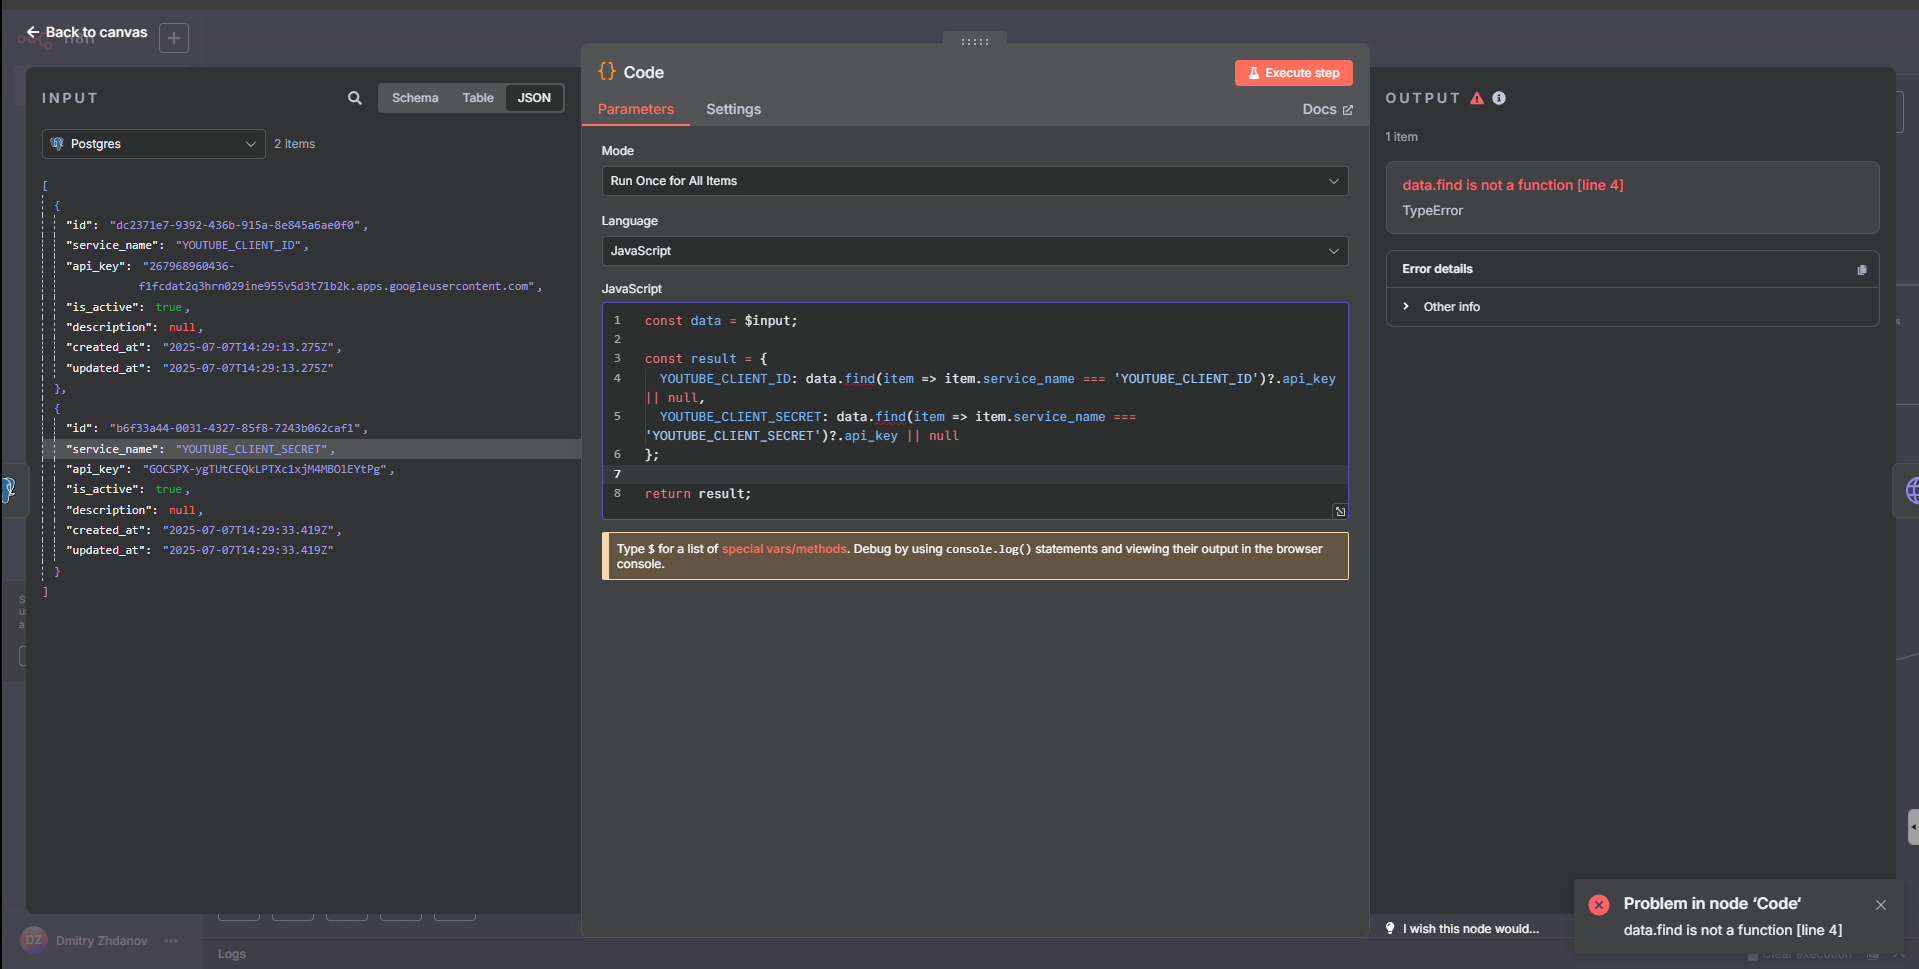 Back to canvas
n8n
INPUT
Schema
Table
JSON
Postgres
2 items
[
{
"id": "dc2371e7-9392-436b-915a-8e845a6ae0f0",
"service_name": "YOUTUBE_CLIENT_ID",
"api_key": "267968960436-
f1fcdat2q3hrn029ine955v5d3t71b2k.apps.googleusercontent.com",
"is_active": true,
"description": null,
"created_at": "2025-07-07T14:29:13.275Z",
"updated_at": "2025-07-07T14:29:13.275Z"
},
{
"id": "b6f33a44-0031-4327-85f8-7243b062caf1",
"service_name": "YOUTUBE_CLIENT_SECRET",
"api_key": "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",
"is_active": true,
"description": null,
"created_at": "2025-07-07T14:29:33.419Z",
"updated_at": "2025-07-07T14:29:33.419Z"
}
]
{} Code
Execute step
Parameters
Settings
Docs
Mode
Run Once for All Items
Language
JavaScript
JavaScript
1 const data = $input;
2
3 const result = {
4 YOUTUBE_CLIENT_ID: data.find(item => item.service_name === 'YOUTUBE_CLIENT_ID')?.api_key
|| null,
5 YOUTUBE_CLIENT_SECRET: data.find(item => item.service_name ===
'YOUTUBE_CLIENT_SECRET')?.api_key || null
6 };
7
8 return result;
Type $ for a list of special vars/methods. Debug by using console.log() statements and viewing their output in the browser
console.
OUTPUT
1 item
data.find is not a function [line 4]
TypeError
Error details
Other info
I wish this node would...
Problem in node ‘Code‘
data.find is not a function [line 4]
Clear execution
DZ
Dmitry Zhdanov
Logs